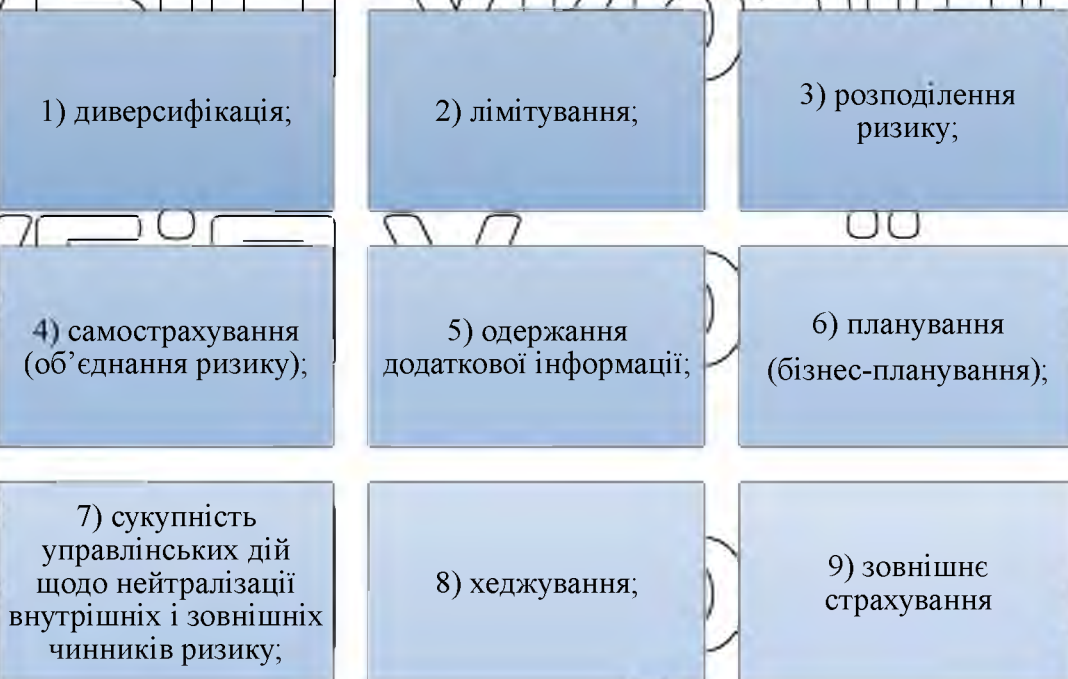 1) диверсифікація;
2) лімітування;
3) розподілення
ризику;
4) самострахування
(об’єднання ризику);
5) одержання
додаткової інформації;
6) планування
(бізнес-планування);
7) сукупність
управлінських дій
щодо нейтралізації
внутрішніх і зовнішніх
чинників ризику;
8) хеджування;
9) зовнішнє
страхування